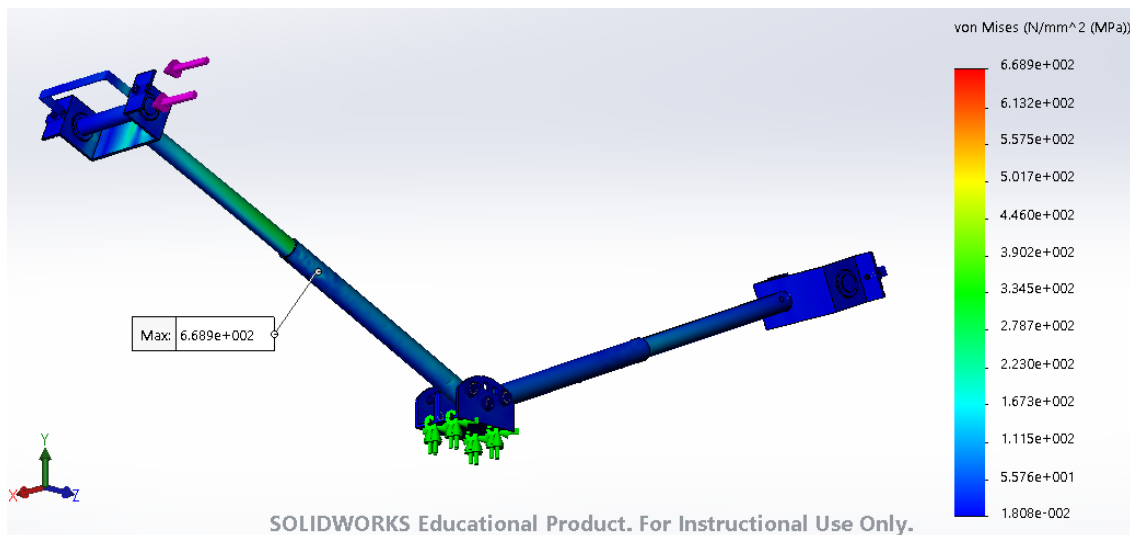 von Mises (N/mm^2 (MPa))
6.689e+002
6.132e+002
5.575e+002
5.017e+002
4.460e+002
3.902e+002
3.345e+002
2.787e+002
2.230e+002
1.673e+002
1.115e+002
5.576e+001
1.808e-002
Max: 6.689e+002
Y
X
Z
SOLIDWORKS Educational Product. For Instructional Use Only.